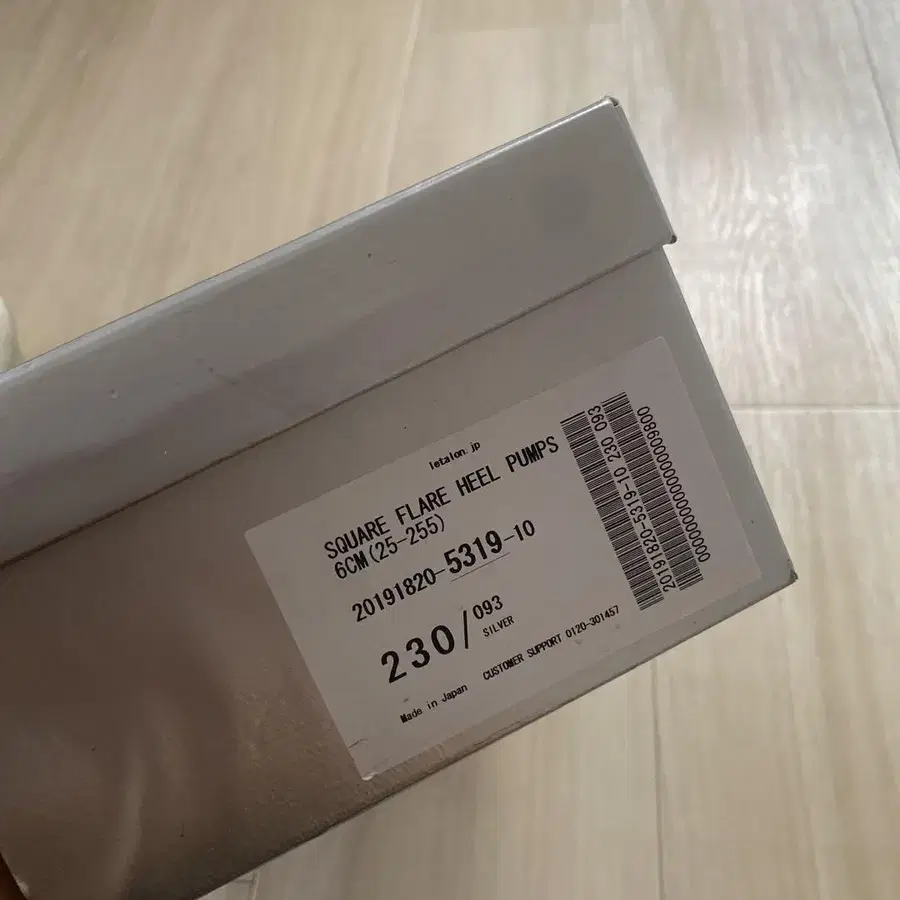 letalon.jp
SQUARE FLARE HEEL PUMPS
6CM(25-255)
20191820-5319-10
230/093
SILVER
Made in Japan CUSTOMER SUPPORT 0120-301457
20191820-5319-10 230 093